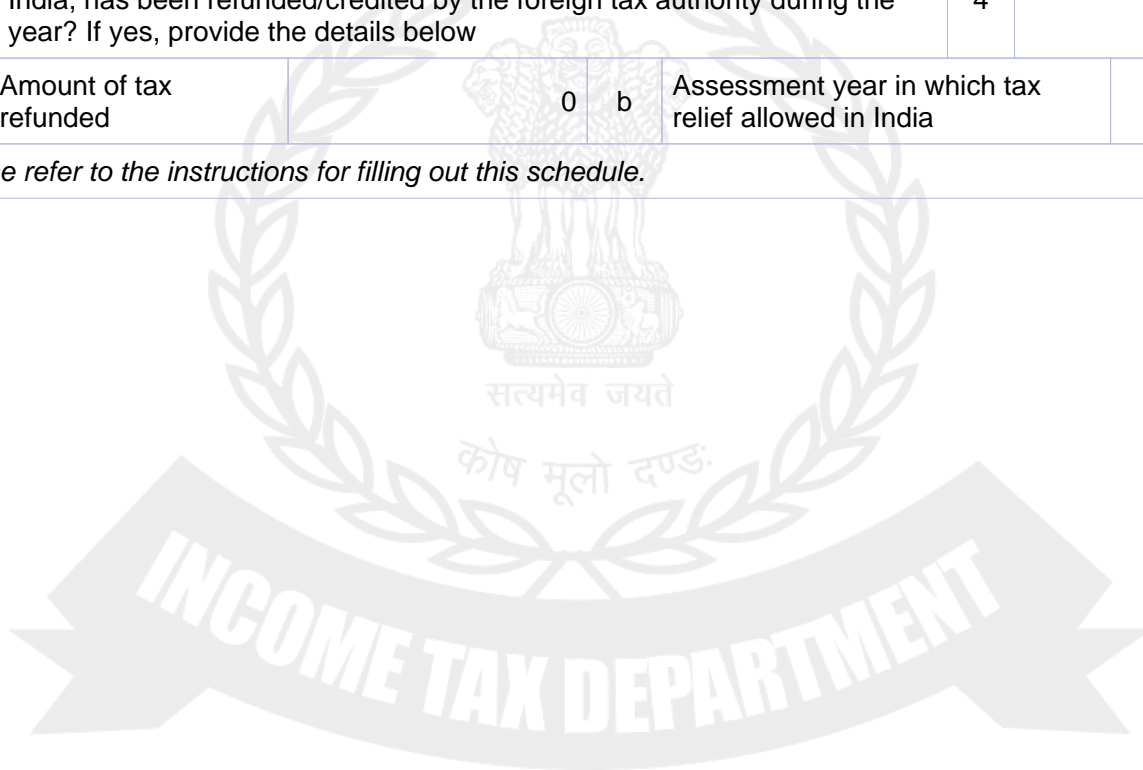 India, has been refunded/credited by the foreign tax authority during the
4
year? If yes, provide the details below
Amount of tax
refunded
0
b
Assessment year in which tax
relief allowed in India
e refer to the instructions for filling out this schedule.
सत्यमेव जयते
कोष मूलो दण्डः
INCOME TAX DEPARTMENT